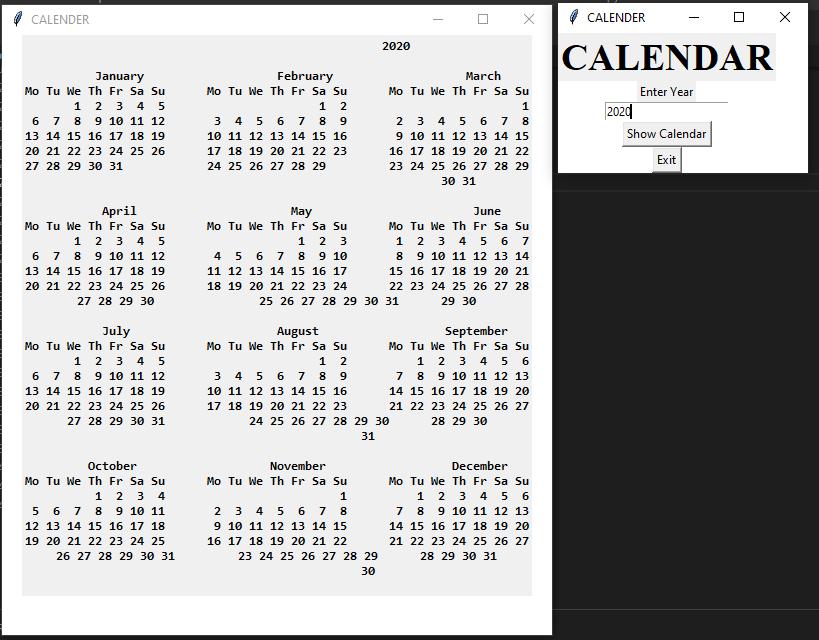 CALENDER
2020
January February March
Mo Tu We Th Fr Sa Su Mo Tu We Th Fr Sa Su Mo Tu We Th Fr Sa Su
1 2 3 4 5 1 2 1
6 7 8 9 10 11 12 3 4 5 6 7 8 9 2 3 4 5 6 7 8
13 14 15 16 17 18 19 10 11 12 13 14 15 16 9 10 11 12 13 14 15
20 21 22 23 24 25 26 17 18 19 20 21 22 23 16 17 18 19 20 21 22
27 28 29 30 31 24 25 26 27 28 29 23 24 25 26 27 28 29
30 31
April May June
Mo Tu We Th Fr Sa Su Mo Tu We Th Fr Sa Su Mo Tu We Th Fr Sa Su
1 2 3 4 5 1 2 3 1 2 3 4 5 6 7
6 7 8 9 10 11 12 4 5 6 7 8 9 10 8 9 10 11 12 13 14
13 14 15 16 17 18 19 11 12 13 14 15 16 17 15 16 17 18 19 20 21
20 21 22 23 24 25 26 18 19 20 21 22 23 24 22 23 24 25 26 27 28
27 28 29 30 25 26 27 28 29 30 31 29 30
July August September
Mo Tu We Th Fr Sa Su Mo Tu We Th Fr Sa Su Mo Tu We Th Fr Sa Su
1 2 3 4 5 1 2 1 2 3 4 5 6
6 7 8 9 10 11 12 3 4 5 6 7 8 9 7 8 9 10 11 12 13
13 14 15 16 17 18 19 10 11 12 13 14 15 16 14 15 16 17 18 19 20
20 21 22 23 24 25 26 17 18 19 20 21 22 23 21 22 23 24 25 26 27
27 28 29 30 31 24 25 26 27 28 29 30 28 29 30
31
October November December
Mo Tu We Th Fr Sa Su Mo Tu We Th Fr Sa Su Mo Tu We Th Fr Sa Su
1 2 3 4 1 1 2 3 4 5 6
5 6 7 8 9 10 11 2 3 4 5 6 7 8 7 8 9 10 11 12 13
12 13 14 15 16 17 18 9 10 11 12 13 14 15 14 15 16 17 18 19 20
19 20 21 22 23 24 25 16 17 18 19 20 21 22 21 22 23 24 25 26 27
26 27 28 29 30 31 23 24 25 26 27 28 29 28 29 30 31
30
CALENDER
CALENDAR
Enter Year
2020
Show Calendar
Exit